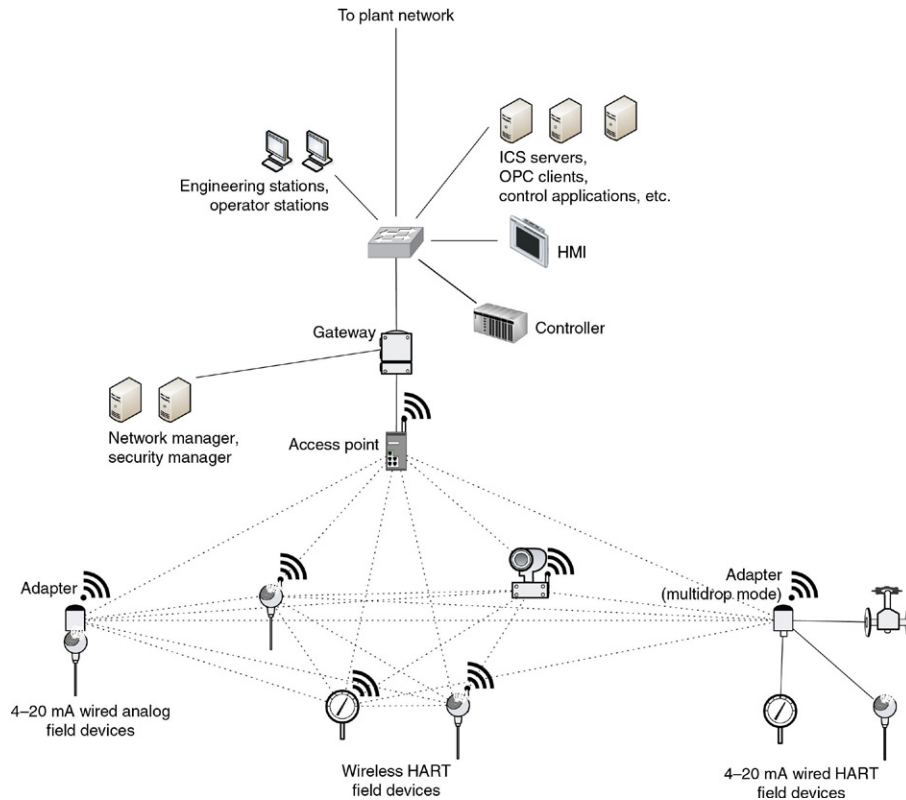 To plant network
ICS servers,
OPC clients,
control applications, etc.
Engineering stations,
operator stations
HMI
Gateway
Controller
Network manager,
security manager
Access point
Adapter
Adapter
(multidrop mode)
4–20 mA wired analog
field devices
Wireless HART
field devices
4–20 mA wired HART
field devices